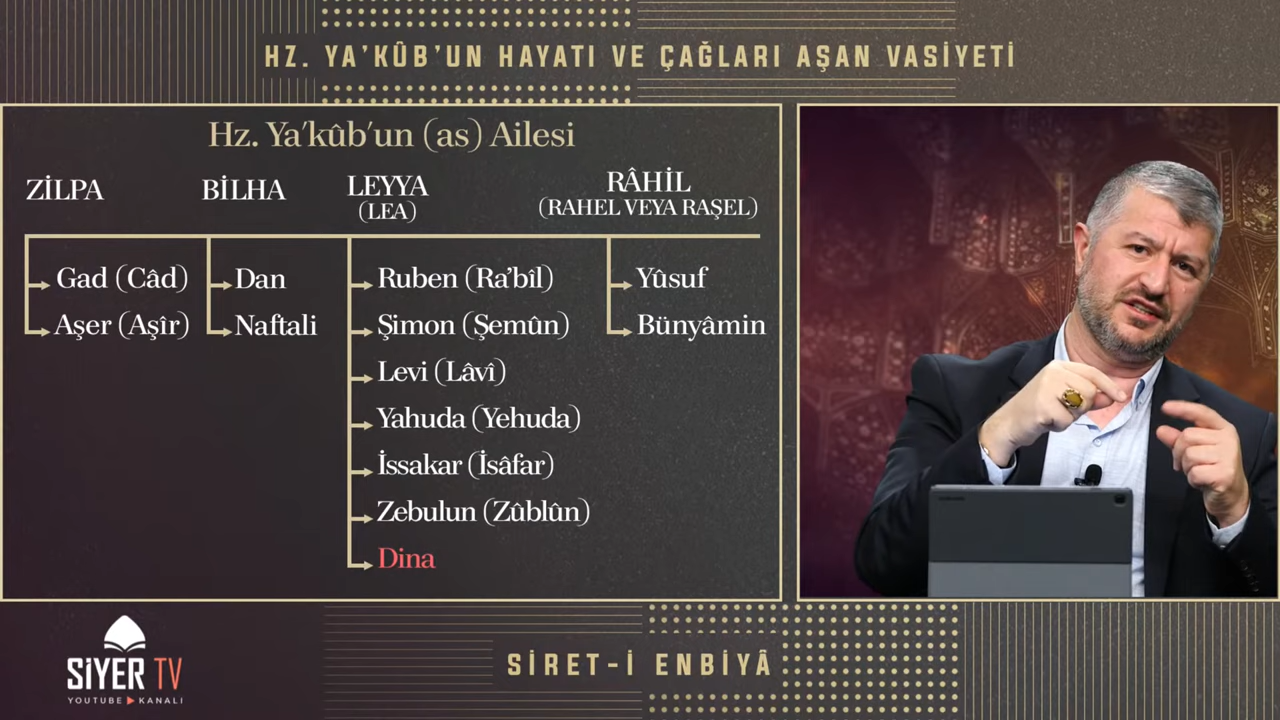 HZ. YA'KÛB'UN HAYATI VE ÇAĞLARI AŞAN VASİYETİ
Hz. Ya'kûb'un (as) Ailesi
ZİLPA
Gad (Câd)
Aşer (Aşîr)
BİLHA
Dan
Naftali
LEYYA
(LEA)
Ruben (Ra'bîl)
Şimon (Şemûn)
Levi (Lâvî)
Yahuda (Yehuda)
İssakar (İsâfar)
Zebulun (Zûblûn)
Dina
RÂHİL
(RAHEL VEYA RAŞEL)
Yûsuf
Bünyâmin
SİYER TV
YOUTUBE KANALI
SİRET-İ ENBİYÂ